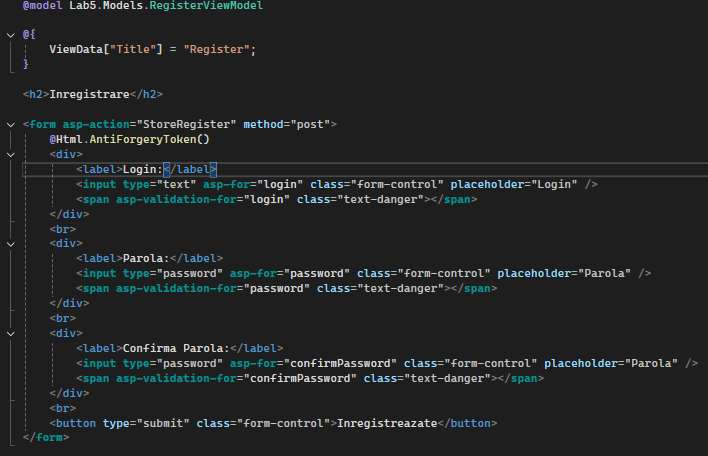 @model Lab5.Models.RegisterViewModel
@{
ViewData["Title"] = "Register";
}
<h2>Inregistrare</h2>
<form asp-action="StoreRegister" method="post">
@Html.AntiForgeryToken()
<div>
<label>Login:</label>
<input type="text" asp-for="login" class="form-control" placeholder="Login" />
<span asp-validation-for="login" class="text-danger"></span>
</div>
<br>
<div>
<label>Parola:</label>
<input type="password" asp-for="password" class="form-control" placeholder="Parola" />
<span asp-validation-for="password" class="text-danger"></span>
</div>
<br>
<div>
<label>Confirma Parola:</label>
<input type="password" asp-for="confirmPassword" class="form-control" placeholder="Parola" />
<span asp-validation-for="confirmPassword" class="text-danger"></span>
</div>
<br>
<button type="submit" class="form-control">Inregistreazate</button>
</form>